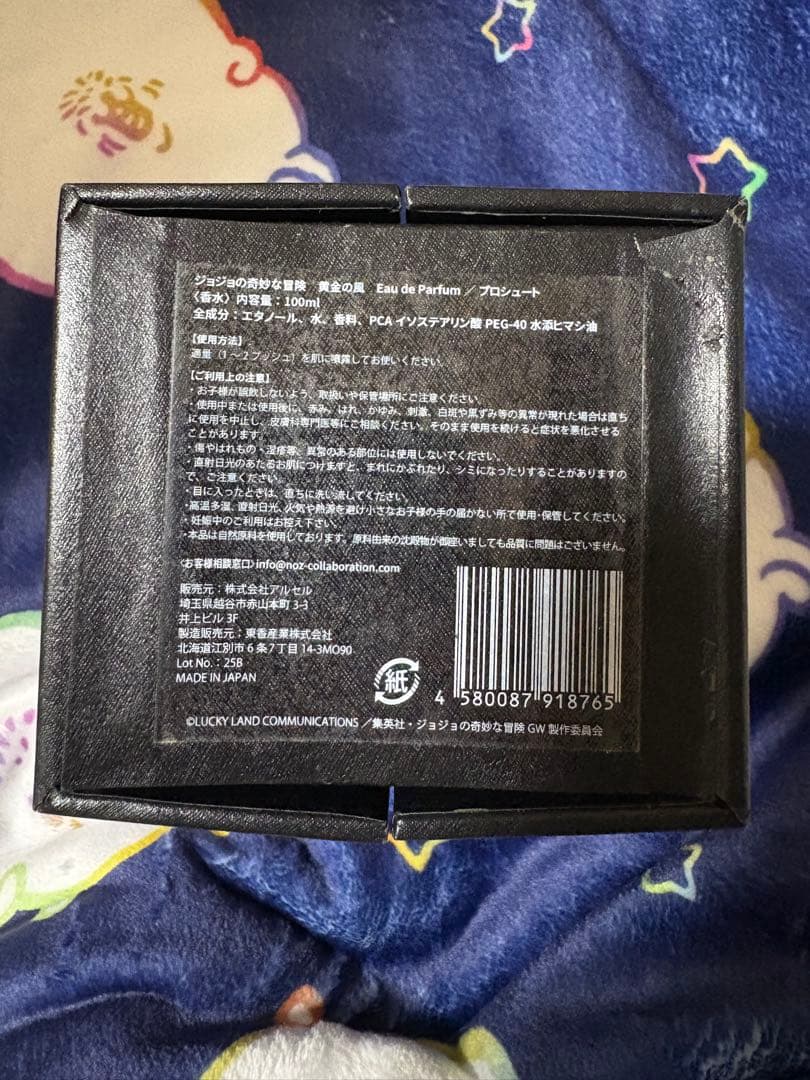 ジョジョの奇妙な冒険　黄金の風　Eau de Parfum ／ プロシュート
〈香水〉内容量：100ml
全成分：エタノール、水、香料、PCA イソステアリン酸 PEG-40 水添ヒマシ油
【使用方法】
適量（1〜2プッシュ）を肌に噴霧してお使いください。
【ご利用上の注意】
・お子様が誤飲しないよう、取扱いや保管場所にご注意ください。
・使用中または使用後に、赤み、はれ、かゆみ、刺激、白斑や黒ずみ等の異常が現れた場合は直ち
に使用を中止し、皮膚科専門医等にご相談ください。そのまま使用を続けると症状を悪化させる
ことがあります。
・傷やはれもの・湿疹等、異常のある部位には使用しないでください。
・直射日光のあたるお肌につけますと、まれにかぶれたり、シミになったりすることがありますの
で、ご注意ください。
・目に入ったときは、直ちに洗い流してください。
・高温多湿、直射日光、火気や熱源を避け小さなお子様の手の届かない所で使用・保管してください。
・妊娠中のご利用はお控え下さい。
・本品は自然原料を使用しております。原料由来の沈殿物が御座いましても品質に問題はございません。
〈お客様相談窓口〉info@noz-collaboration.com
販売元：株式会社アルセル
埼玉県越谷市赤山本町 3-3
井上ビル 3F
製造販売元：東香産業株式会社
北海道江別市 6 条 7 丁目 14-3MO90
Lot No.：25B
MADE IN JAPAN
紙
4 580087 918765
©LUCKY LAND COMMUNICATIONS ／集英社・ジョジョの奇妙な冒険 GW 製作委員会